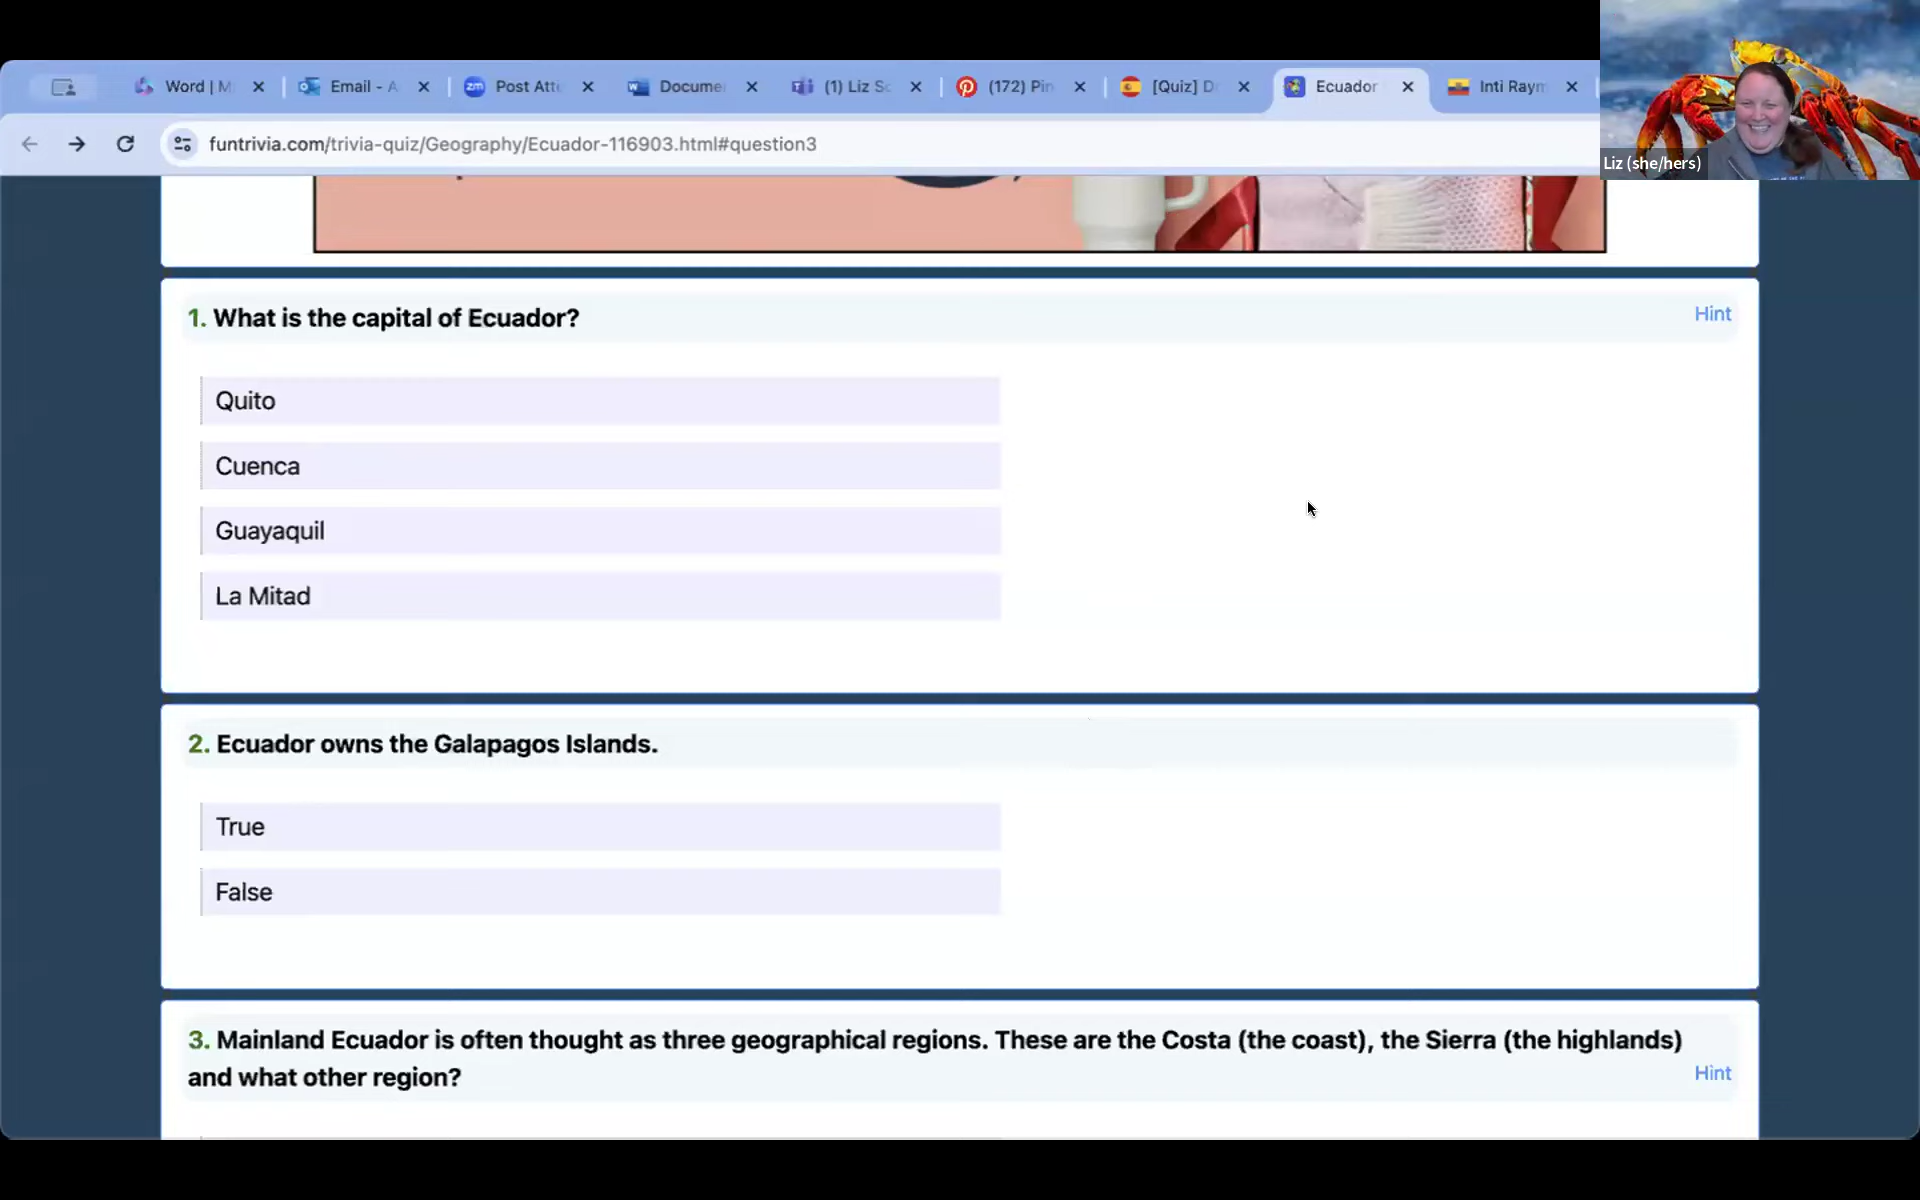 Word | M
Email - A
Post Atte
Docume
(1) Liz Sc
(172) Pin
[Quiz] D
Ecuador
Inti Raym
funtrivia.com/trivia-quiz/Geography/Ecuador-116903.html#question3
Liz (she/hers)
1. What is the capital of Ecuador?
Hint
Quito
Cuenca
Guayaquil
La Mitad
2. Ecuador owns the Galapagos Islands.
True
False
3. Mainland Ecuador is often thought as three geographical regions. These are the Costa (the coast), the Sierra (the highlands)
and what other region?
Hint